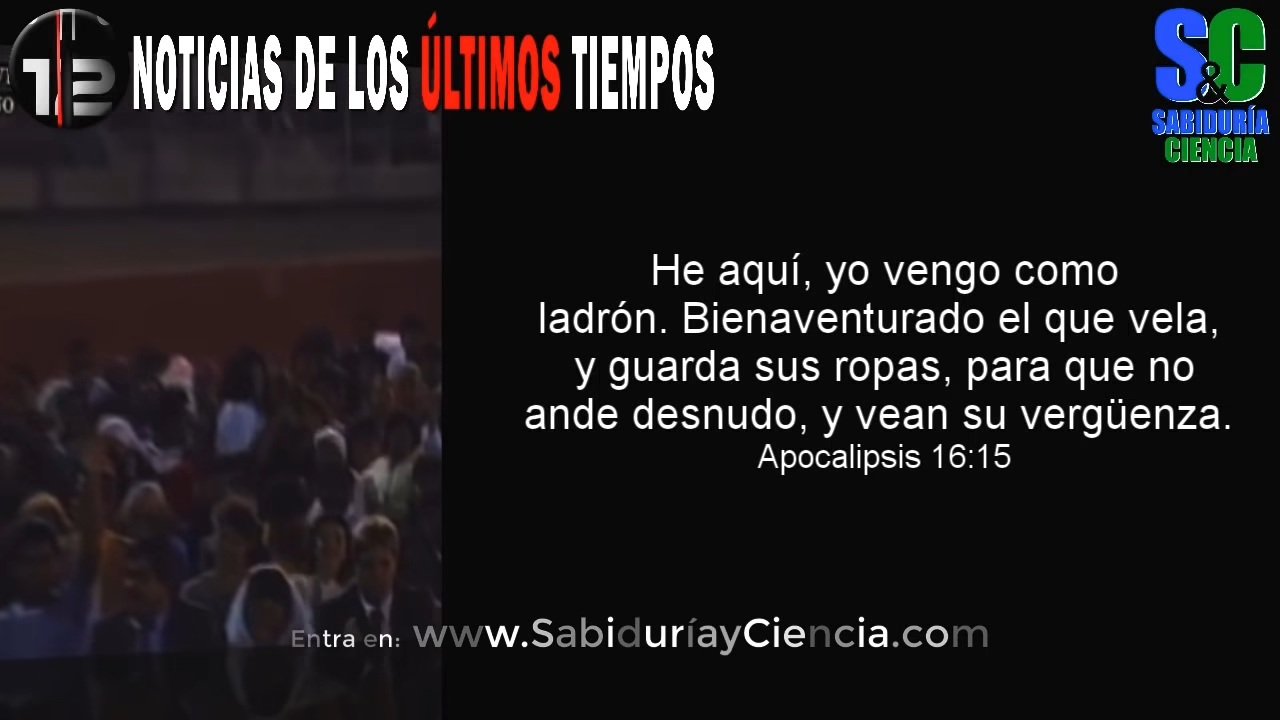 12 NOTICIAS DE LOS ÚLTIMOS TIEMPOS
S&C
SABIDURÍA
CIENCIA
He aquí, yo vengo como
ladrón. Bienaventurado el que vela,
y guarda sus ropas, para que no
ande desnudo, y vean su vergüenza.
Apocalipsis 16:15
Entra en: www.SabiduríayCiencia.com